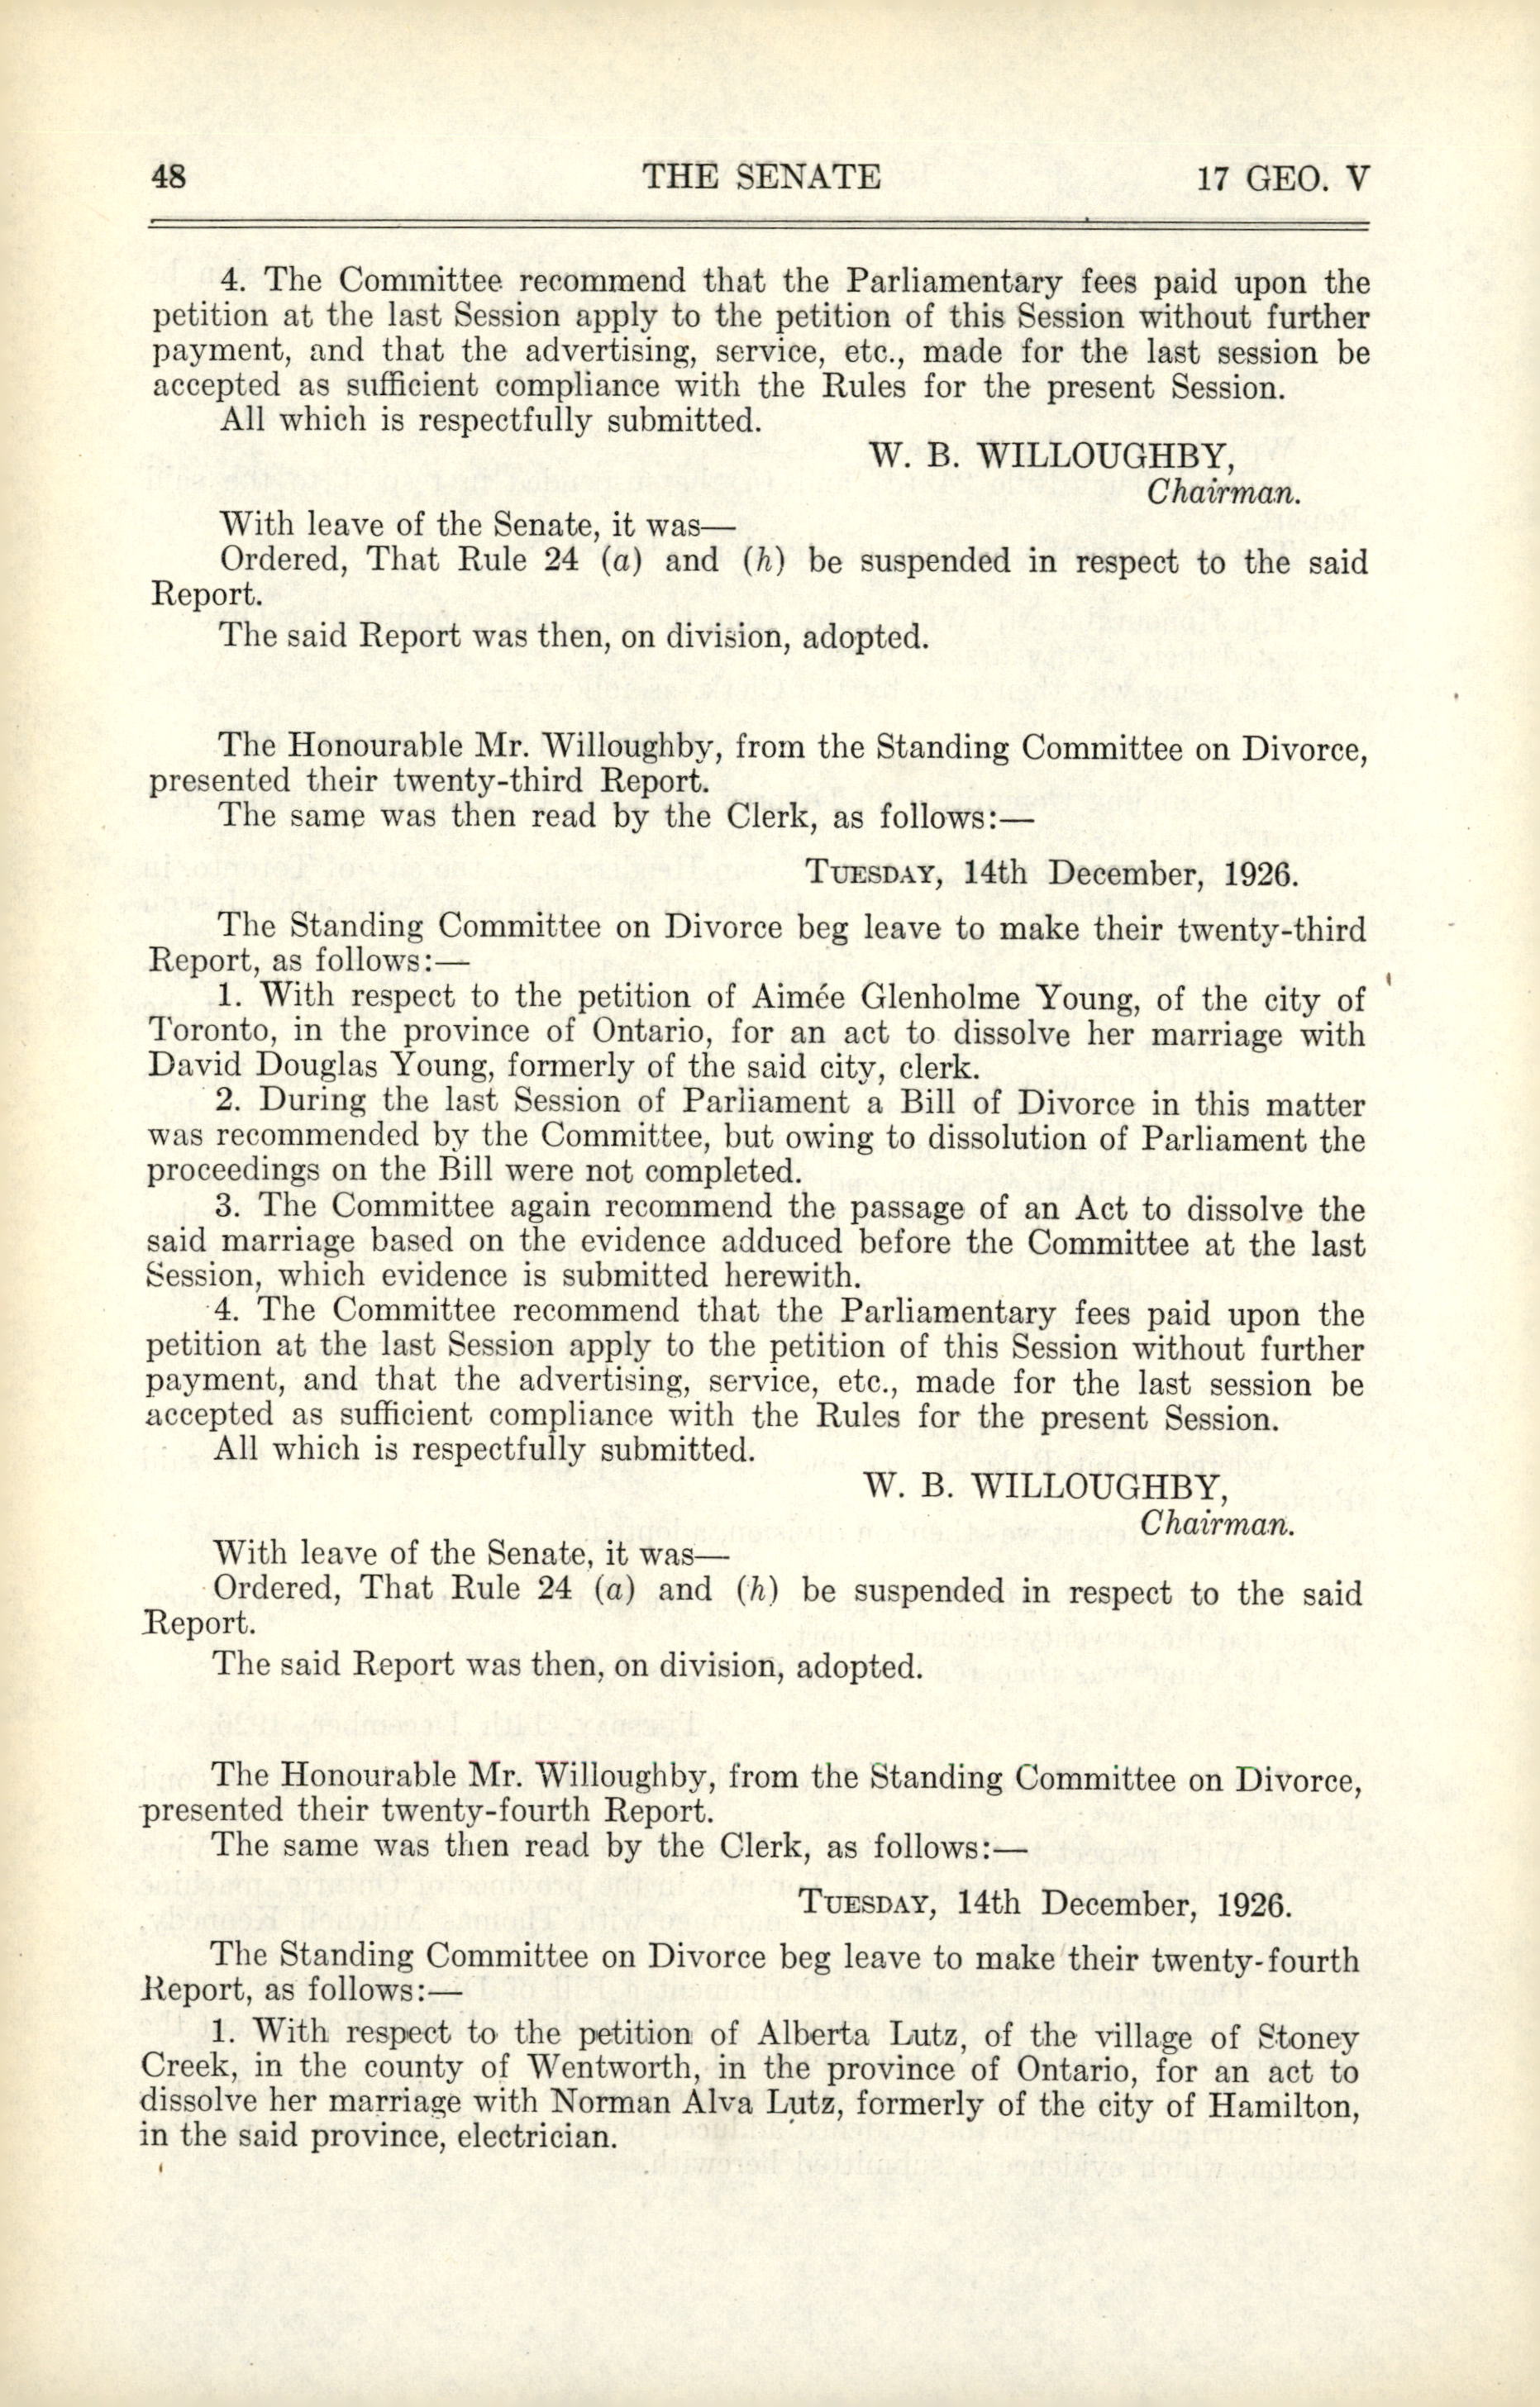 48 THE SENATE 17 GEO. V
4. The Committee recommend that the Parliamentary fees paid upon the
petition at the last Session apply to the petition of this Session without further
payment, and that the advertising, service, etc., made for the last session be
accepted as sufficient compliance with the Rules for the present Session.
All which is respectfully submitted.
W. B. WILLOUGHBY,
Chairman.
With leave of the Senate, it was—
Ordered, That Rule 24 (a) and (h) be suspended in respect to the said
Report.
The said Report was then, on division, adopted.
The Honourable Mr. Willoughby, from the Standing Committee on Divorce,
presented their twenty-third Report.
The same was then read by the Clerk, as follows:—
TUESDAY, 14th December, 1926.
The Standing Committee on Divorce beg leave to make their twenty-third
Report, as follows:—
1. With respect to the petition of Aimée Glenholme Young, of the city of
Toronto, in the province of Ontario, for an act to dissolve her marriage with
David Douglas Young, formerly of the said city, clerk.
2. During the last Session of Parliament a Bill of Divorce in this matter
was recommended by the Committee, but owing to dissolution of Parliament the
proceedings on the Bill were not completed.
3. The Committee again recommend the passage of an Act to dissolve the
said marriage based on the evidence adduced before the Committee at the last
Session, which evidence is submitted herewith.
4. The Committee recommend that the Parliamentary fees paid upon the
petition at the last Session apply to the petition of this Session without further
payment, and that the advertising, service, etc., made for the last session be
accepted as sufficient compliance with the Rules for the present Session.
All which is respectfully submitted.
W. B. WILLOUGHBY,
Chairman.
With leave of the Senate, it was—
Ordered, That Rule 24 (a) and (h) be suspended in respect to the said
Report.
The said Report was then, on division, adopted.
The Honourable Mr. Willoughby, from the Standing Committee on Divorce,
presented their twenty-fourth Report.
The same was then read by the Clerk, as follows:—
TUESDAY, 14th December, 1926.
The Standing Committee on Divorce beg leave to make their twenty-fourth
Report, as follows:—
1. With respect to the petition of Alberta Lutz, of the village of Stoney
Creek, in the county of Wentworth, in the province of Ontario, for an act to
dissolve her marriage with Norman Alva Lutz, formerly of the city of Hamilton,
in the said province, electrician.